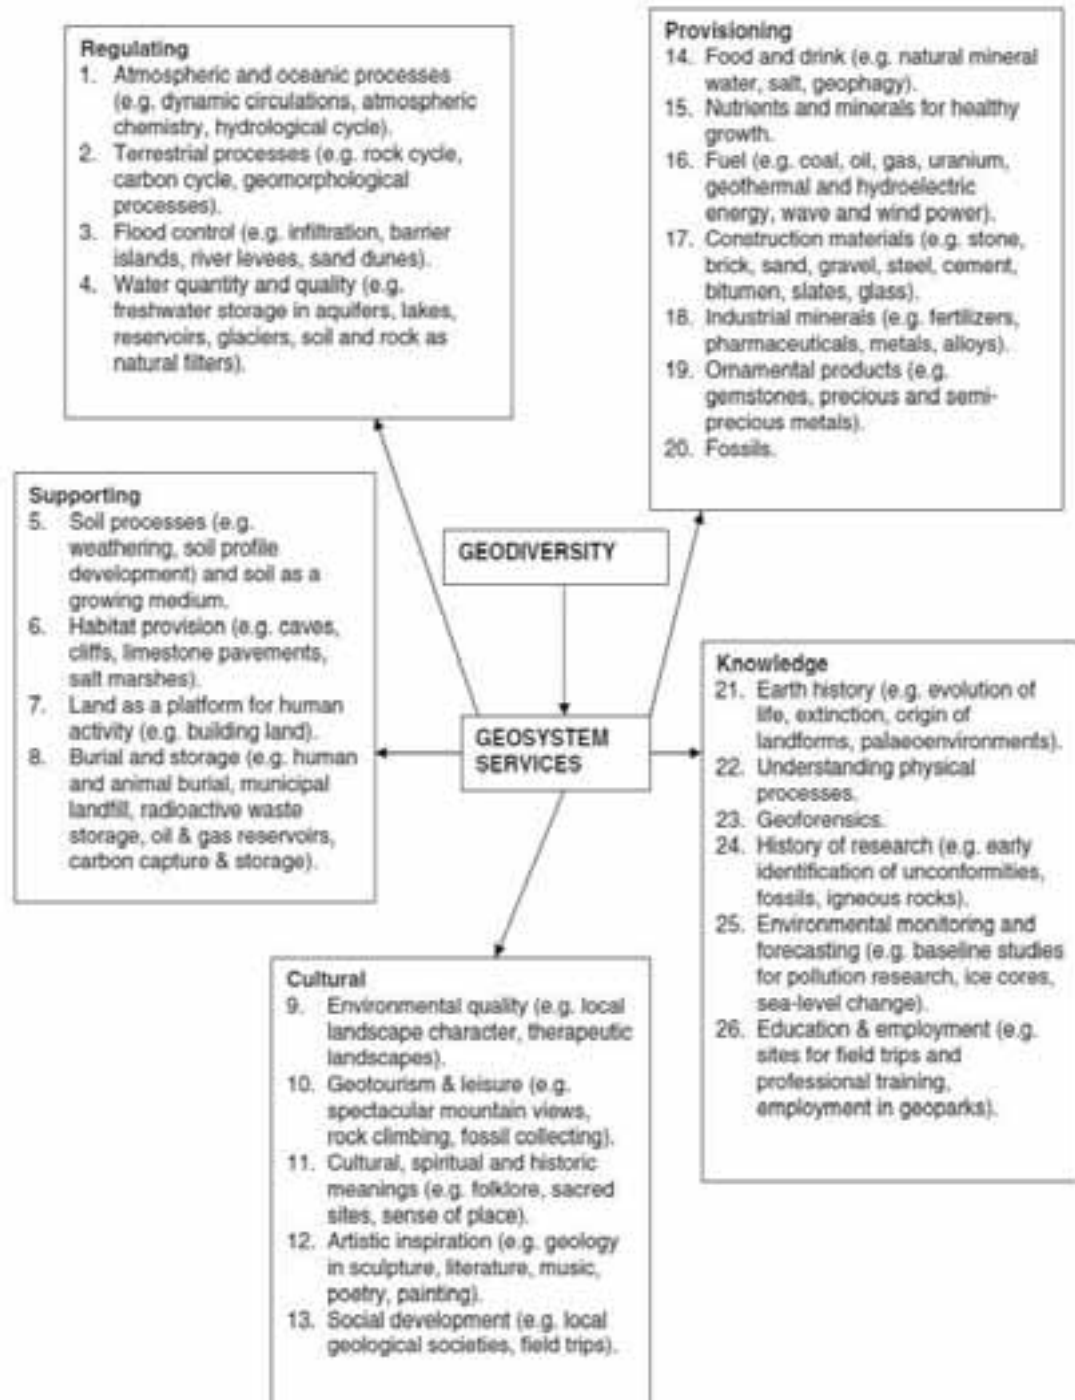 Regulating
1. Atmospheric and oceanic processes
(e.g. dynamic circulations, atmospheric
chemistry, hydrological cycle).
2. Terrestrial processes (e.g. rock cycle,
carbon cycle, geomorphological
processes).
3. Flood control (e.g. infiltration, barrier
islands, river levees, sand dunes).
4. Water quantity and quality (e.g.
freshwater storage in aquifers, lakes,
reservoirs, glaciers, soil and rock as
natural filters).
Provisioning
14. Food and drink (e.g. natural mineral
water, salt, geophagy).
15. Nutrients and minerals for healthy
growth.
16. Fuel (e.g. coal, oil, gas, uranium,
geothermal and hydroelectric
energy, wave and wind power).
17. Construction materials (e.g. stone,
brick, sand, gravel, steel, cement,
bitumen, slates, glass).
18. Industrial minerals (e.g. fertilizers,
pharmaceuticals, metals, alloys).
19. Ornamental products (e.g.
gemstones, precious and semi-
precious metals).
20. Fossils.
Supporting
5. Soil processes (e.g.
weathering, soil profile
development) and soil as a
growing medium.
6. Habitat provision (e.g. caves,
cliffs, limestone pavements,
salt marshes).
7. Land as a platform for human
activity (e.g. building land).
8. Burial and storage (e.g. human
and animal burial, municipal
landfill, radioactive waste
storage, oil & gas reservoirs,
carbon capture & storage).
GEODIVERSITY
GEOSYSTEM
SERVICES
Knowledge
21. Earth history (e.g. evolution of
life, extinction, origin of
landforms, palaeoenvironments).
22. Understanding physical
processes.
23. Geoforensics.
24. History of research (e.g. early
identification of unconformities,
fossils, igneous rocks).
25. Environmental monitoring and
forecasting (e.g. baseline studies
for pollution research, ice cores,
sea-level change).
26. Education & employment (e.g.
sites for field trips and
professional training,
employment in geoparks).
Cultural
9. Environmental quality (e.g. local
landscape character, therapeutic
landscapes).
10. Geotourism & leisure (e.g.
spectacular mountain views,
rock climbing, fossil collecting).
11. Cultural, spiritual and historic
meanings (e.g. folklore, sacred
sites, sense of place).
12. Artistic inspiration (e.g. geology
in sculpture, literature, music,
poetry, painting).
13. Social development (e.g. local
geological societies, field trips).